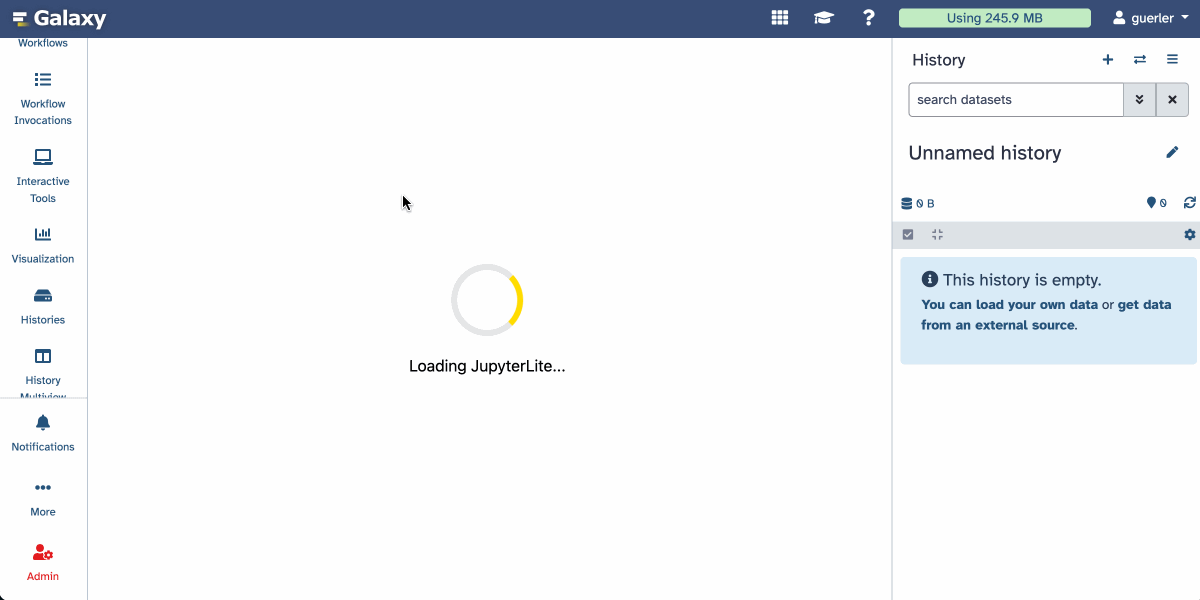 Galaxy
Using 245.9 MB
guerler
Workflows
Workflow
Invocations
Interactive
Tools
Visualization
Histories
History
Multiview
Notifications
More
Admin
Loading JupyterLite...
History
search datasets
Unnamed history
0 B
0
This history is empty.
You can load your own data or get data
from an external source.